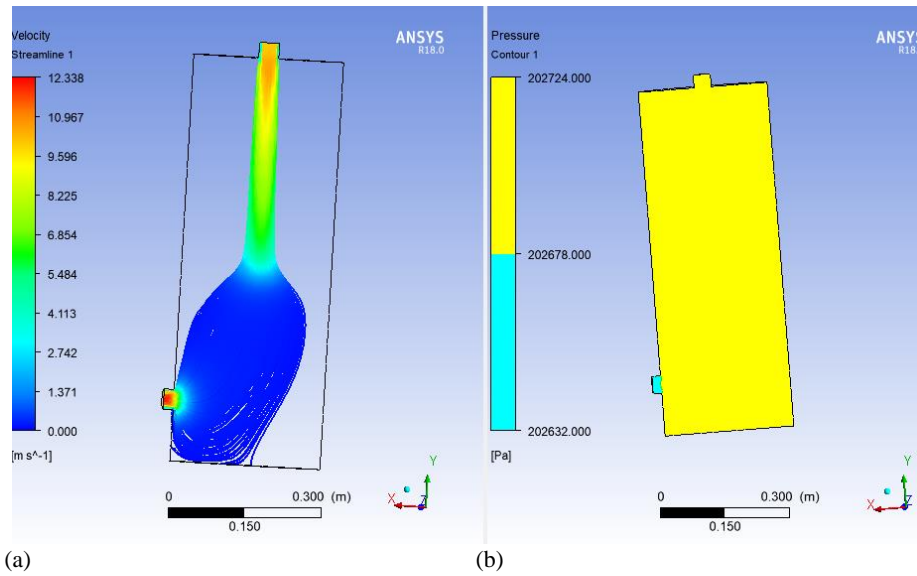 Velocity
Streamline 1
12.338
10.967
9.596
8.225
6.854
5.484
4.113
2.742
1.371
0.000
[m s^-1]
ANSYS
R18.0
0 0.300 (m)
0.150
Y
X
Z
Pressure
Contour 1
202724.000
202678.000
202632.000
[Pa]
ANSYS
R18.
0 0.300 (m)
0.150
Y
X
Z
(a) (b)